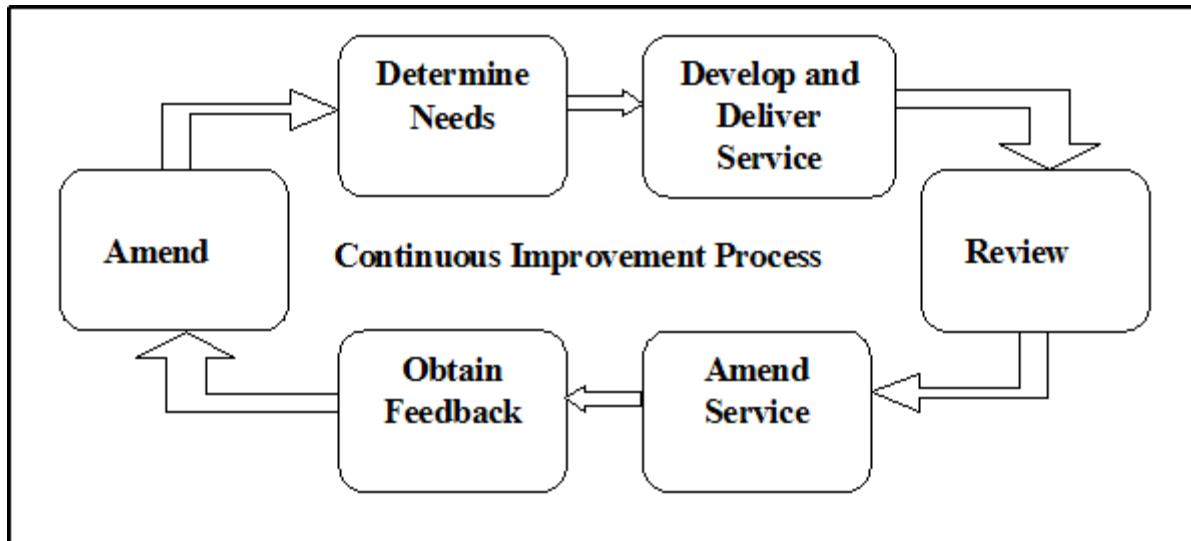 Determine
Needs
Develop and
Deliver
Service
Amend
Continuous Improvement Process
Review
Obtain
Feedback
Amend
Service